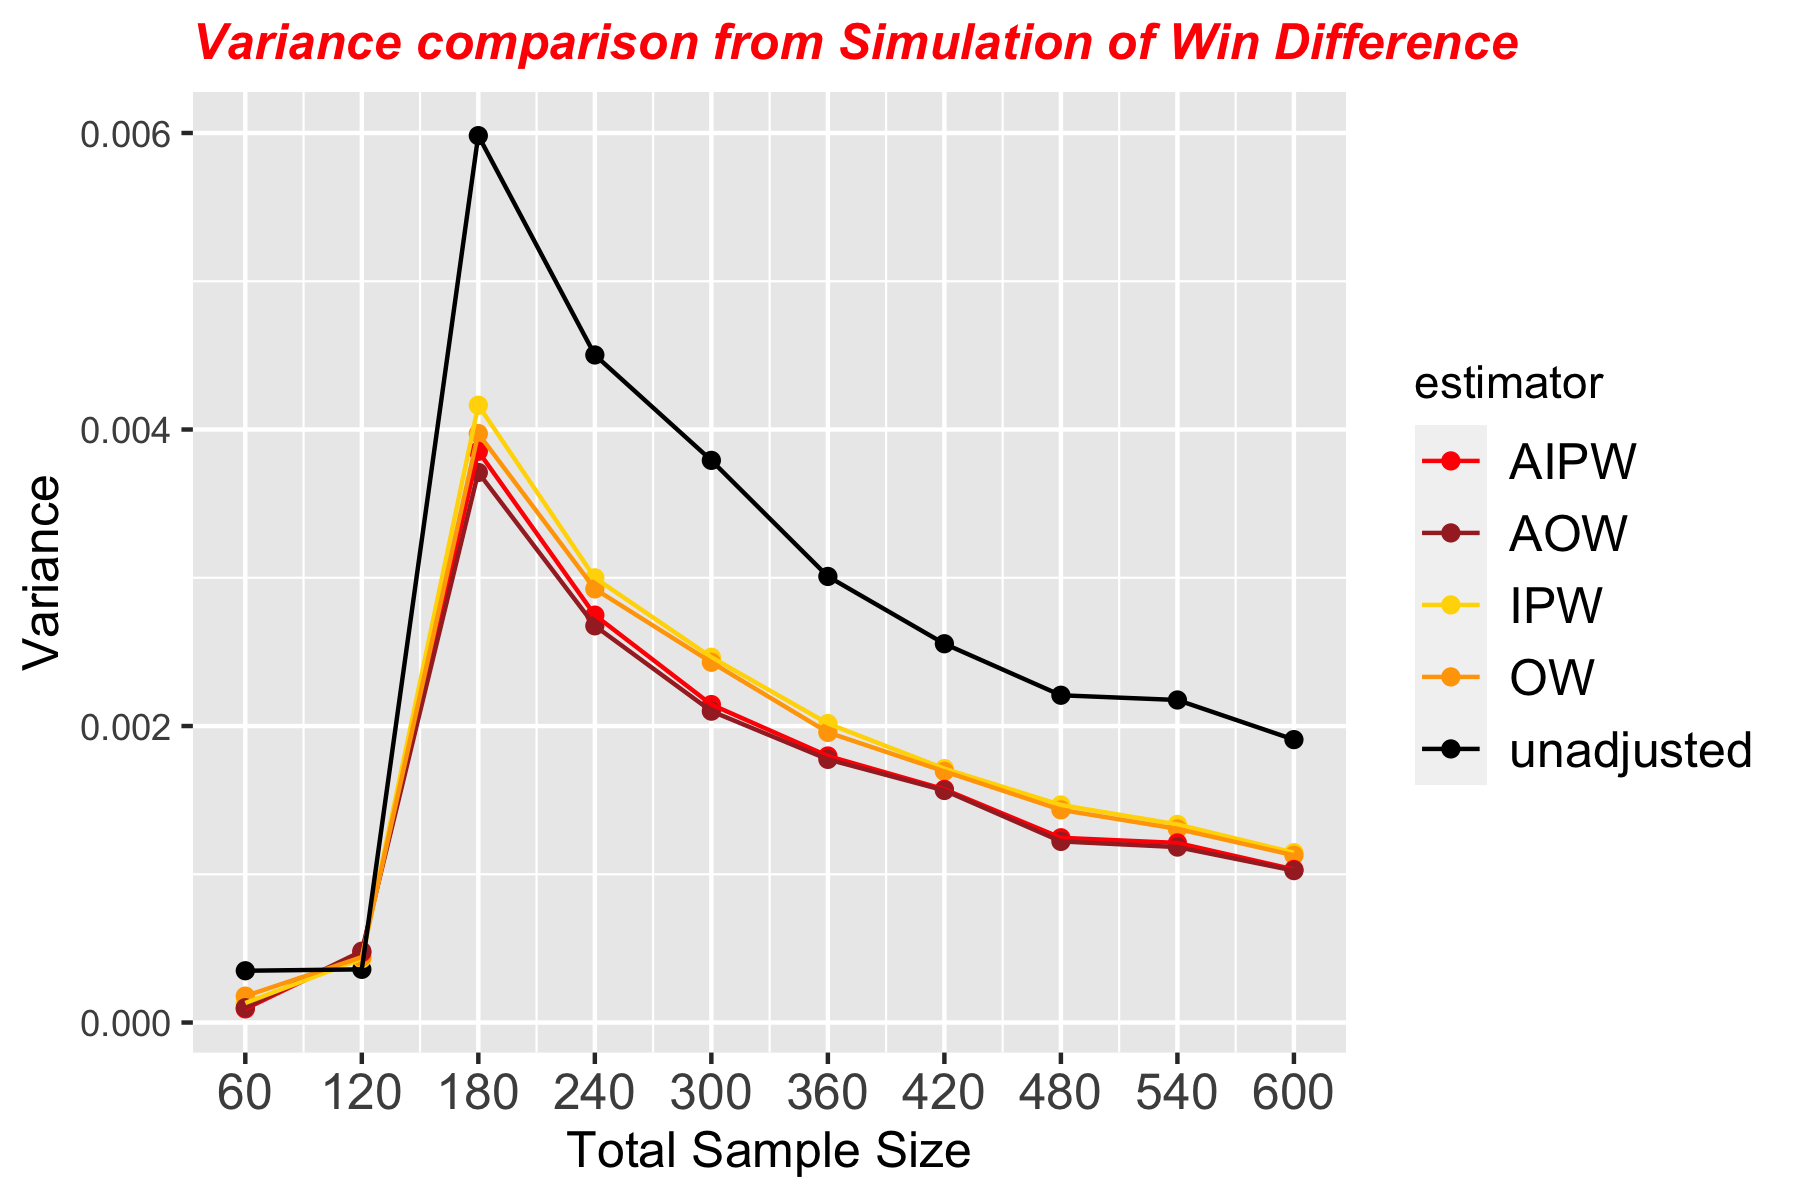 Variance comparison from Simulation of Win Difference
0.006
0.004
0.002
0.000
Variance
60 120 180 240 300 360 420 480 540 600
Total Sample Size
estimator
AIPW
AOW
IPW
OW
unadjusted